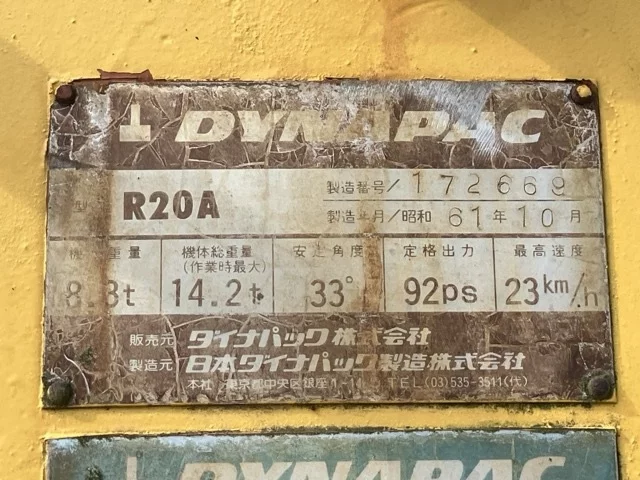 DYNAPAC
型 R20A
製造番号/172669
製造年月/昭和 61年10月
機体総重量(作業時最大) 安定角度 定格出力 最高速度
8.8t 14.2t 33° 92ps 23km/h
販売元 ダイナパック株式会社
製造元 日本ダイナパック製造株式会社
本社 東京都中央区銀座 TEL(03)535-3511(代)
DYNAPAC